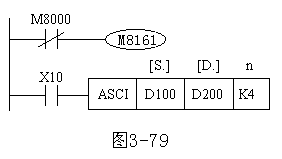 M8000
M8161
X10 [S.] [D.] n
ASCI D100 D200 K4
图3-79